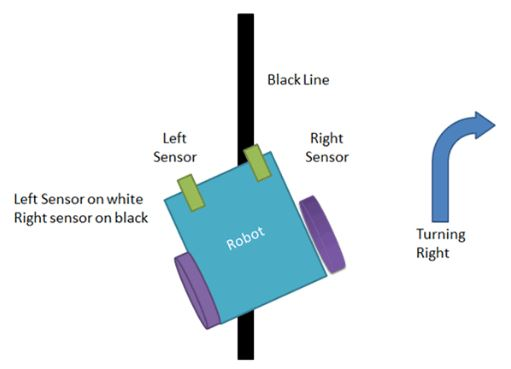 Black Line
Left
Sensor
Right
Sensor
Left Sensor on white
Right sensor on black
Robot
Turning
Right